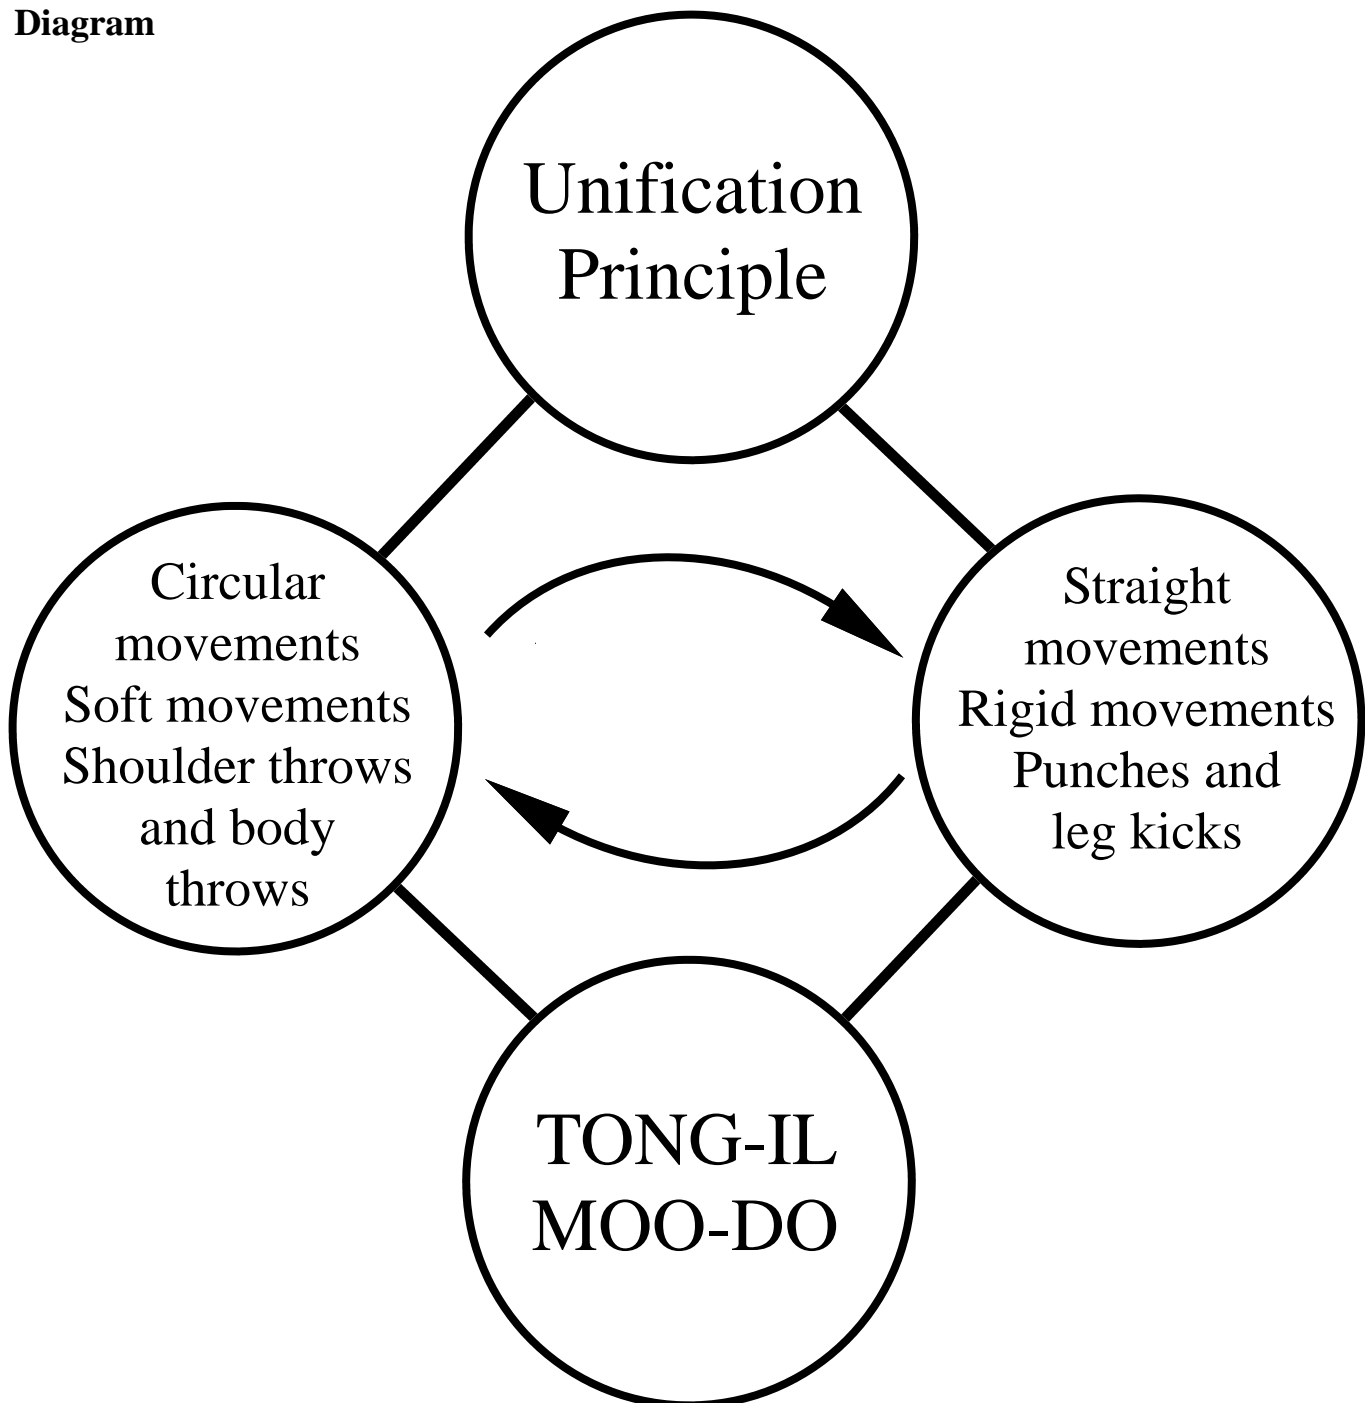 Diagram
Unification
Principle
Circular
movements
Soft movements
Shoulder throws
and body
throws
Straight
movements
Rigid movements
Punches and
leg kicks
TONG-IL
MOO-DO